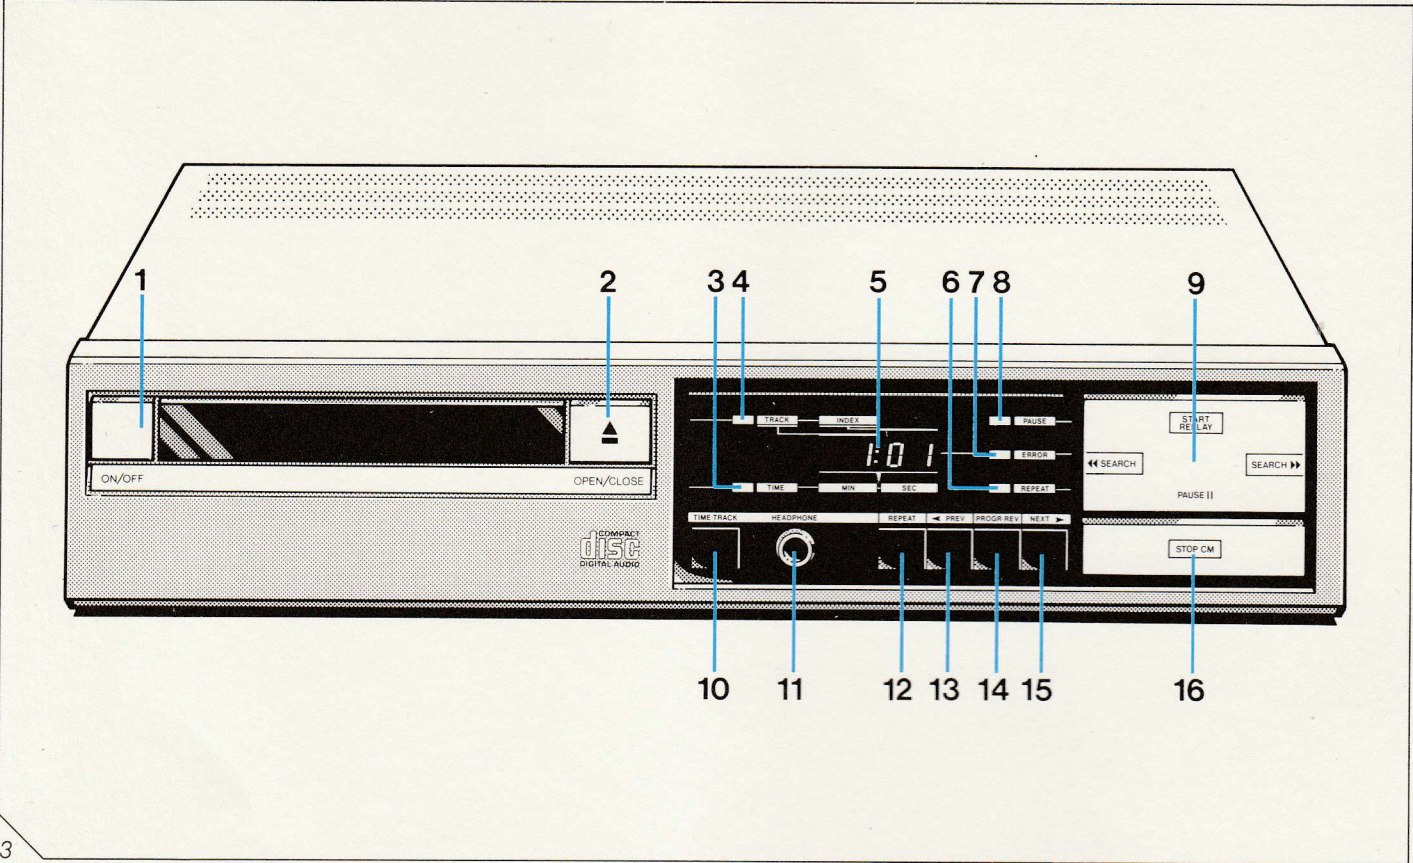 1 2 3 4 5 6 7 8 9
TRACK INDEX PAUSE
START
REPLAY
1:01
ERROR
◄◄ SEARCH SEARCH ►►
ON/OFF OPEN/CLOSE
TIME MIN SEC REPEAT
PAUSE II
TIME TRACK HEADPHONE REPEAT ◄ PREV PROGR·REV NEXT ►
COMPACT
disc
DIGITAL AUDIO
STOP CM
10 11 12 13 14 15 16
3